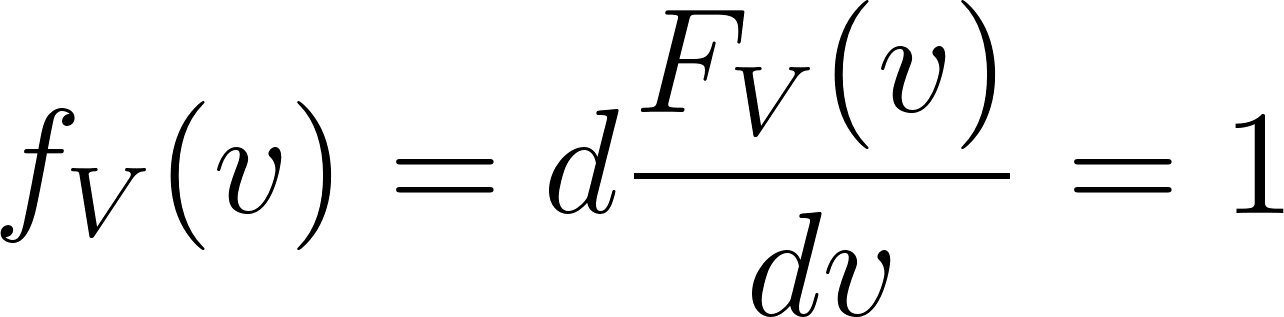 $f_V(v) = d\frac{F_V(v)}{dv} = 1$